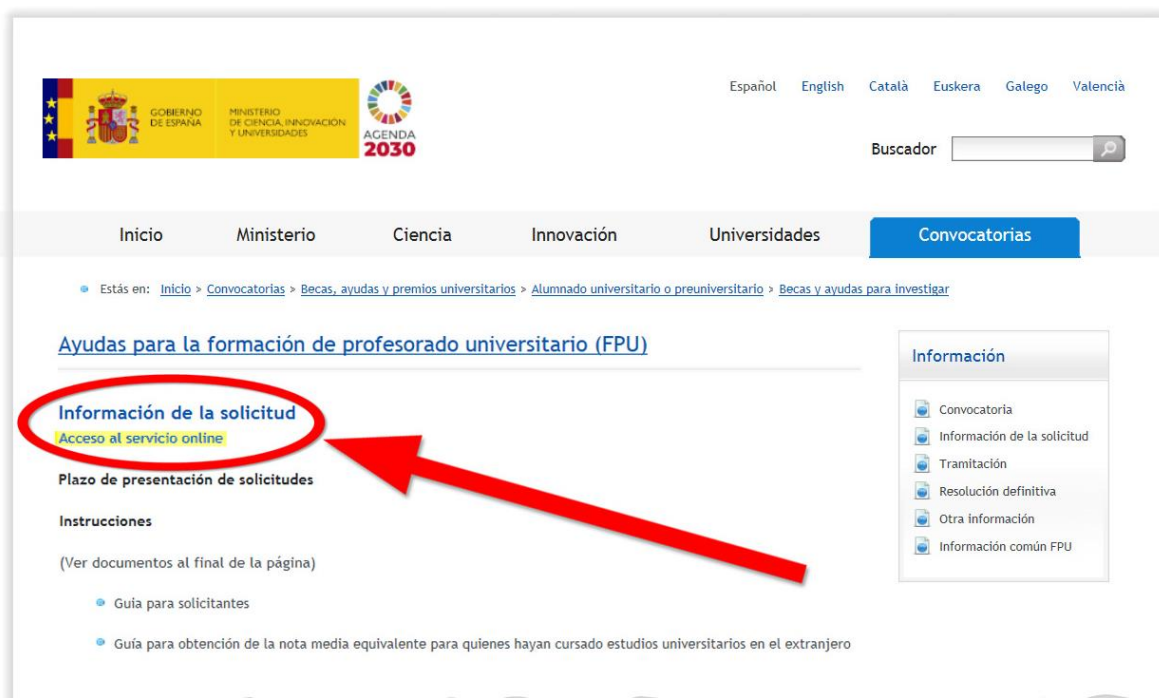 Español English Català Euskera Galego Valencià
GOBIERNO DE ESPAÑA
MINISTERIO DE CIENCIA, INNOVACIÓN Y UNIVERSIDADES
AGENDA 2030
Buscador
Inicio Ministerio Ciencia Innovación Universidades Convocatorias
Estás en: Inicio > Convocatorias > Becas, ayudas y premios universitarios > Alumnado universitario o preuniversitario > Becas y ayudas para investigar
Ayudas para la formación de profesorado universitario (FPU)
Información de la solicitud
Acceso al servicio online
Plazo de presentación de solicitudes
Instrucciones
(Ver documentos al final de la página)
Guia para solicitantes
Guía para obtención de la nota media equivalente para quienes hayan cursado estudios universitarios en el extranjero
Información
Convocatoria
Información de la solicitud
Tramitación
Resolución definitiva
Otra información
Información común FPU